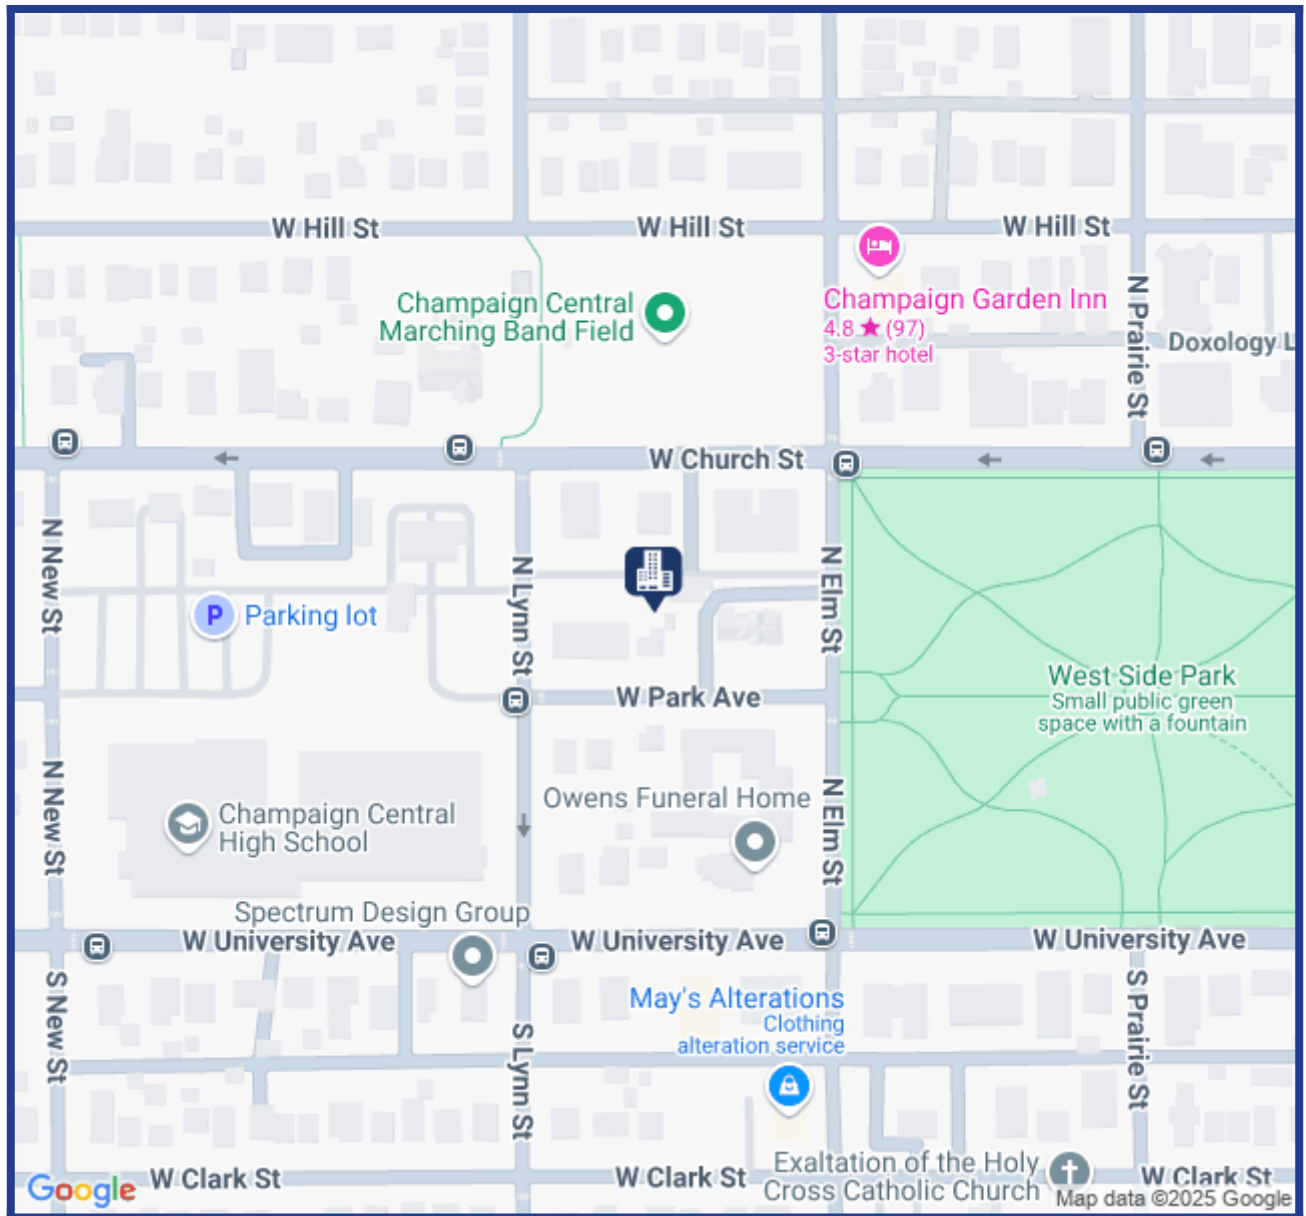 W Hill St
W Hill St
W Hill St
Champaign Central
Marching Band Field
Champaign Garden Inn
4.8 ★ (97)
3-star hotel
N Prairie St
Doxology L
W Church St
N New St
N Lynn St
N Elm St
P
Parking lot
W Park Ave
West Side Park
Small public green
space with a fountain
N New St
N Elm St
Champaign Central
High School
Owens Funeral Home
Spectrum Design Group
W University Ave
W University Ave
W University Ave
S New St
S Lynn St
S Prairie St
May's Alterations
Clothing
alteration service
Exaltation of the Holy
Cross Catholic Church
W Clark St
W Clark St
W Clark St
Google
Map data ©2025 Google